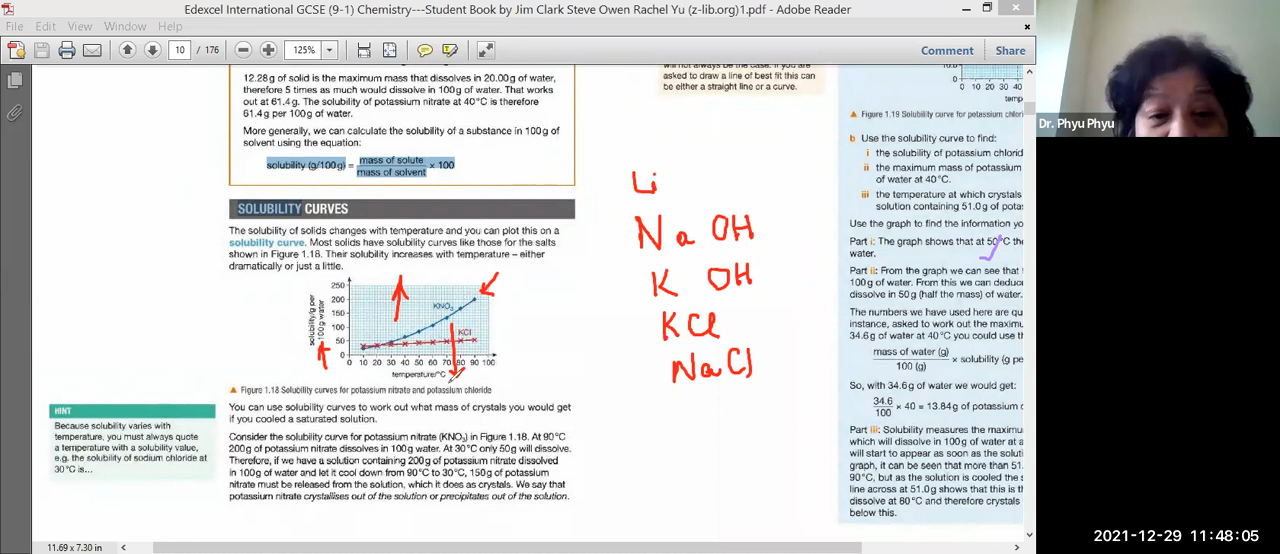 Edexcel International GCSE (9-1) Chemistry---Student Book by Jim Clark Steve Owen Rachel Yu (z-lib.org)1.pdf - Adobe Reader
File Edit View Window Help
10 / 176 125% Comment Share
12.28 g of solid is the maximum mass that dissolves in 20.00 g of water,
therefore 5 times as much would dissolve in 100 g of water. That works
out at 61.4 g. The solubility of potassium nitrate at 40 °C is therefore
61.4 g per 100 g of water.
More generally, we can calculate the solubility of a substance in 100 g of
solvent using the equation:
solubility (g/100 g) = mass of solute / mass of solvent × 100
SOLUBILITY CURVES
The solubility of solids changes with temperature and you can plot this on a
solubility curve. Most solids have solubility curves like those for the salts
shown in Figure 1.18. Their solubility increases with temperature – either
dramatically or just a little.
250
200
150
100
50
0
solubility/g per
100 g water
KNO₃
KCl
0 10 20 30 40 50 60 70 80 90 100
temperature/°C
▲ Figure 1.18 Solubility curves for potassium nitrate and potassium chloride
HINT
Because solubility varies with
temperature, you must always quote
a temperature with a solubility value,
e.g. the solubility of sodium chloride at
30 °C is...
You can use solubility curves to work out what mass of crystals you would get
if you cooled a saturated solution.
Consider the solubility curve for potassium nitrate (KNO₃) in Figure 1.18. At 90 °C
200 g of potassium nitrate dissolves in 100 g water. At 30 °C only 50 g will dissolve.
Therefore, if we have a solution containing 200 g of potassium nitrate dissolved
in 100 g of water and let it cool down from 90 °C to 30 °C, 150 g of potassium
nitrate must be released from the solution, which it does as crystals. We say that
potassium nitrate crystallises out of the solution or precipitates out of the solution.
will not always be the case. If you are
asked to draw a line of best fit this can
be either a straight line or a curve.
Li
Na OH
K OH
KCl
NaCl
0 10 20 30 40
temp
▲ Figure 1.19 Solubility curve for potassium chlori
b Use the solubility curve to find:
i the solubility of potassium chlorid
ii the maximum mass of potassium
of water at 40 °C.
iii the temperature at which crystals
solution containing 51.0 g of pota
Use the graph to find the information yo
Part i: The graph shows that at 50 °C the
water.
Part ii: From the graph we can see that
100 g of water. From this we can deduc
dissolve in 50 g (half the mass) of water.
The numbers we have used here are qu
instance, asked to work out the maximu
34.6 g of water at 40 °C you could use t
mass of water (g) / 100 (g) × solubility (g pe
So, with 34.6 g of water we would get:
34.6 / 100 × 40 = 13.84 g of potassium c
Part iii: Solubility measures the maximu
which will dissolve in 100 g of water at a
will start to appear as soon as the solutio
graph, it can be seen that more than 51.
90 °C, but as the solution is cooled the s
line across at 51.0 g shows that this is th
dissolve at 80 °C and therefore crystals
below this.
Dr. Phyu Phyu
11.69 x 7.30 in
2021-12-29 11:48:05